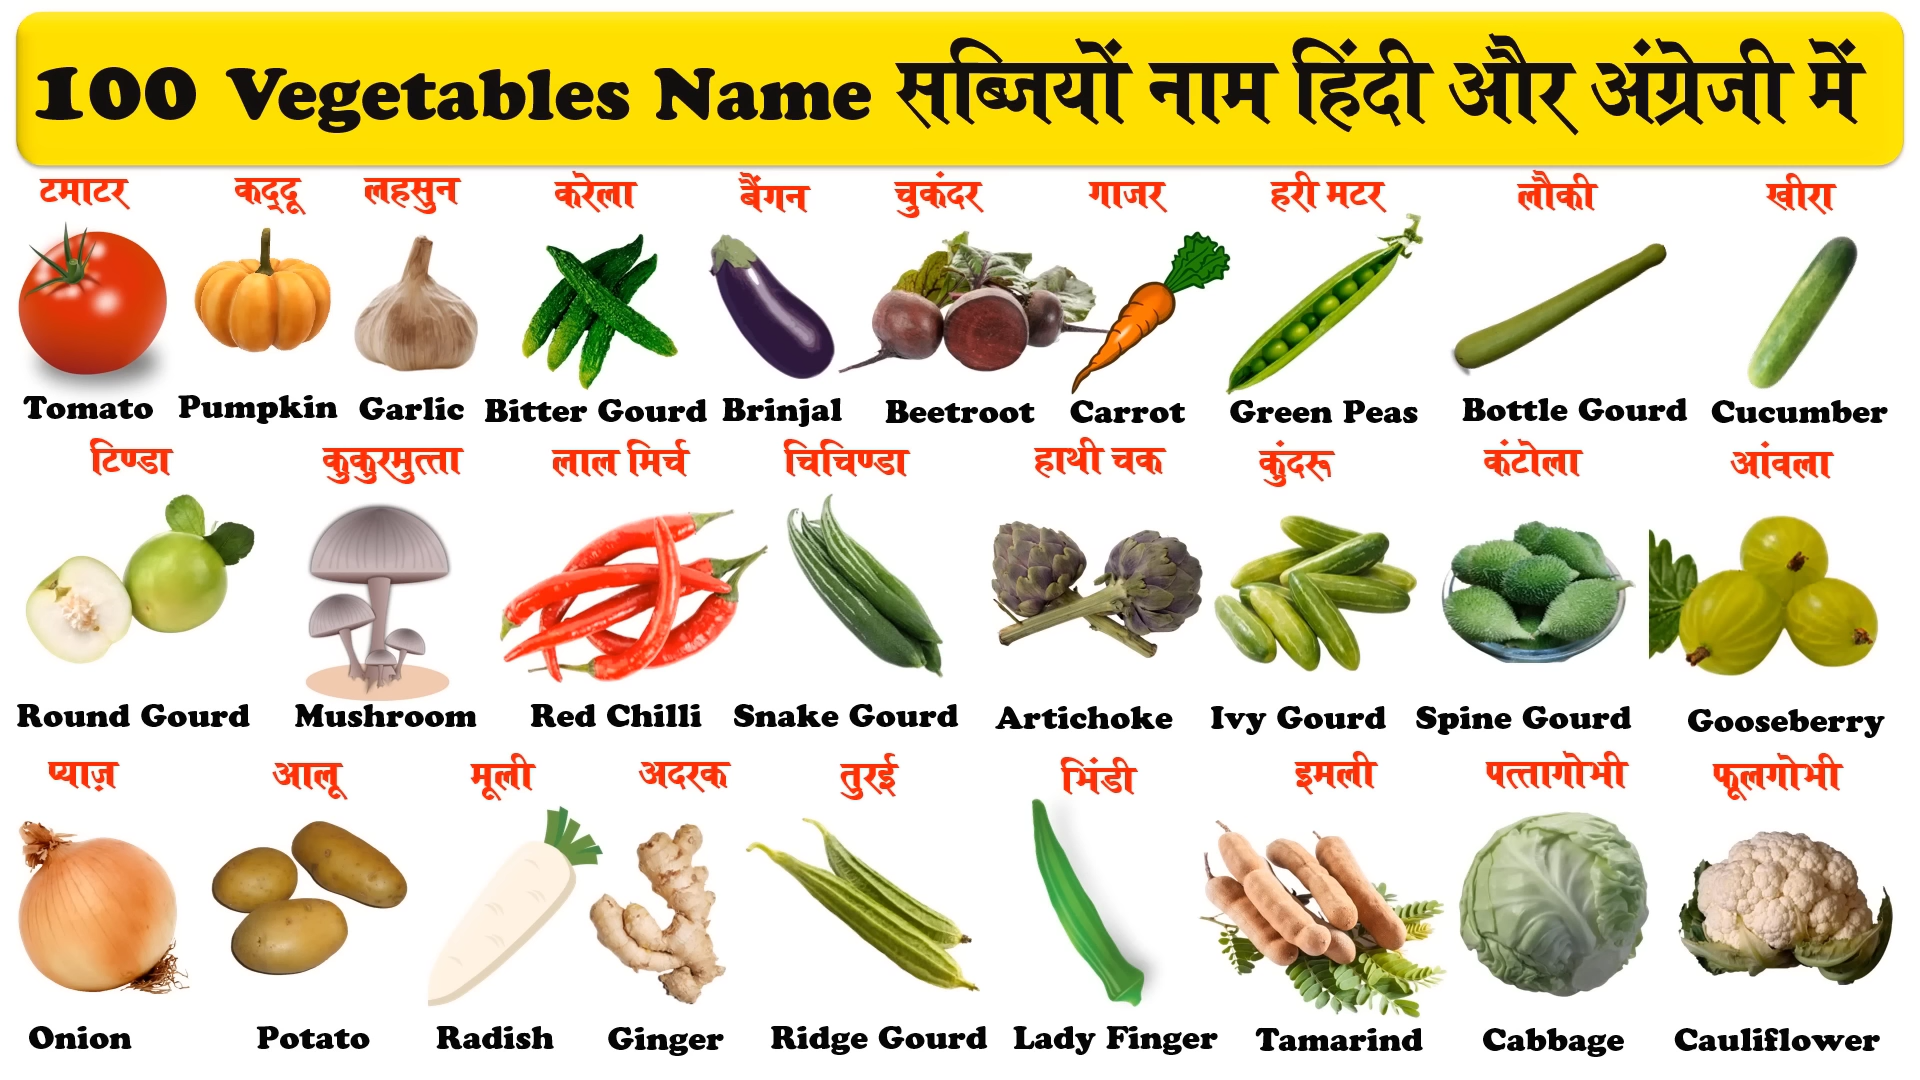 100 Vegetables Name सब्जियों नाम हिंदी और अंग्रेजी में
टमाटर कद्दू लहसुन करेला बैंगन चुकंदर गाजर हरी मटर लौकी खीरा
Tomato Pumpkin Garlic Bitter Gourd Brinjal Beetroot Carrot Green Peas Bottle Gourd Cucumber
टिण्डा कुकुरमुत्ता लाल मिर्च चिचिण्डा हाथी चक कुंदरू कंटोला आंवला
Round Gourd Mushroom Red Chilli Snake Gourd Artichoke Ivy Gourd Spine Gourd Gooseberry
प्याज़ आलू मूली अदरक तुरई भिंडी इमली पत्तागोभी फूलगोभी
Onion Potato Radish Ginger Ridge Gourd Lady Finger Tamarind Cabbage Cauliflower